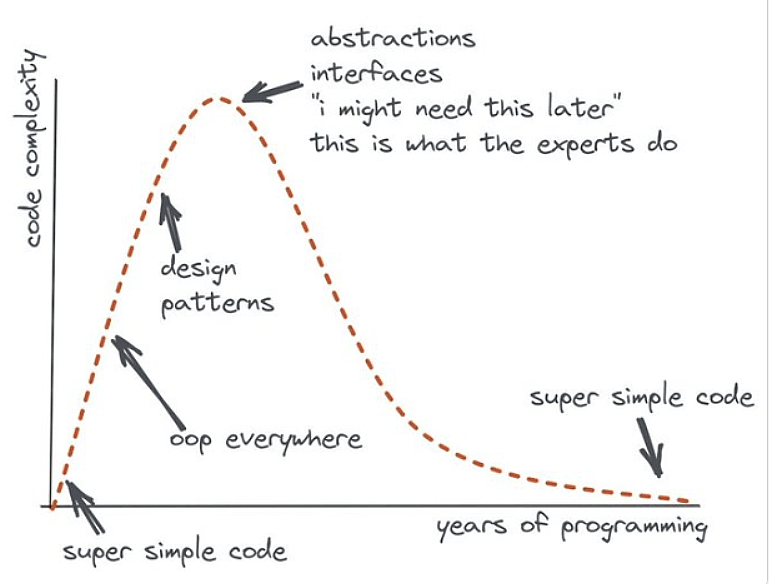 abstractions
interfaces
"i might need this later"
this is what the experts do
code complexity
design
patterns
oop everywhere
super simple code
super simple code
years of programming